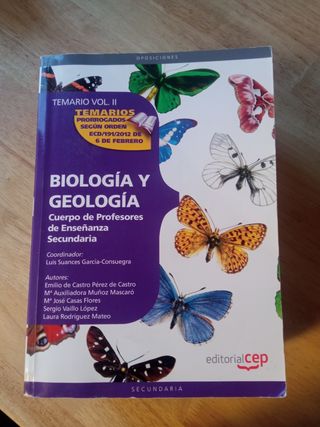 OPOSICIONES
TEMARIO VOL. II
TEMARIOS
PRORROGADOS
SEGÚN ORDEN
ECD/191/2012 DE
6 DE FEBRERO
BIOLOGÍA Y
GEOLOGÍA
Cuerpo de Profesores
de Enseñanza
Secundaria
Coordinador:
Luis Suances García-Consuegra
Autores:
Emilio de Castro Pérez de Castro
Mª Auxiliadora Muñoz Mascaró
Mª José Casas Flores
Sergio Vaillo López
Laura Rodríguez Mateo
editorialcep
SECUNDARIA